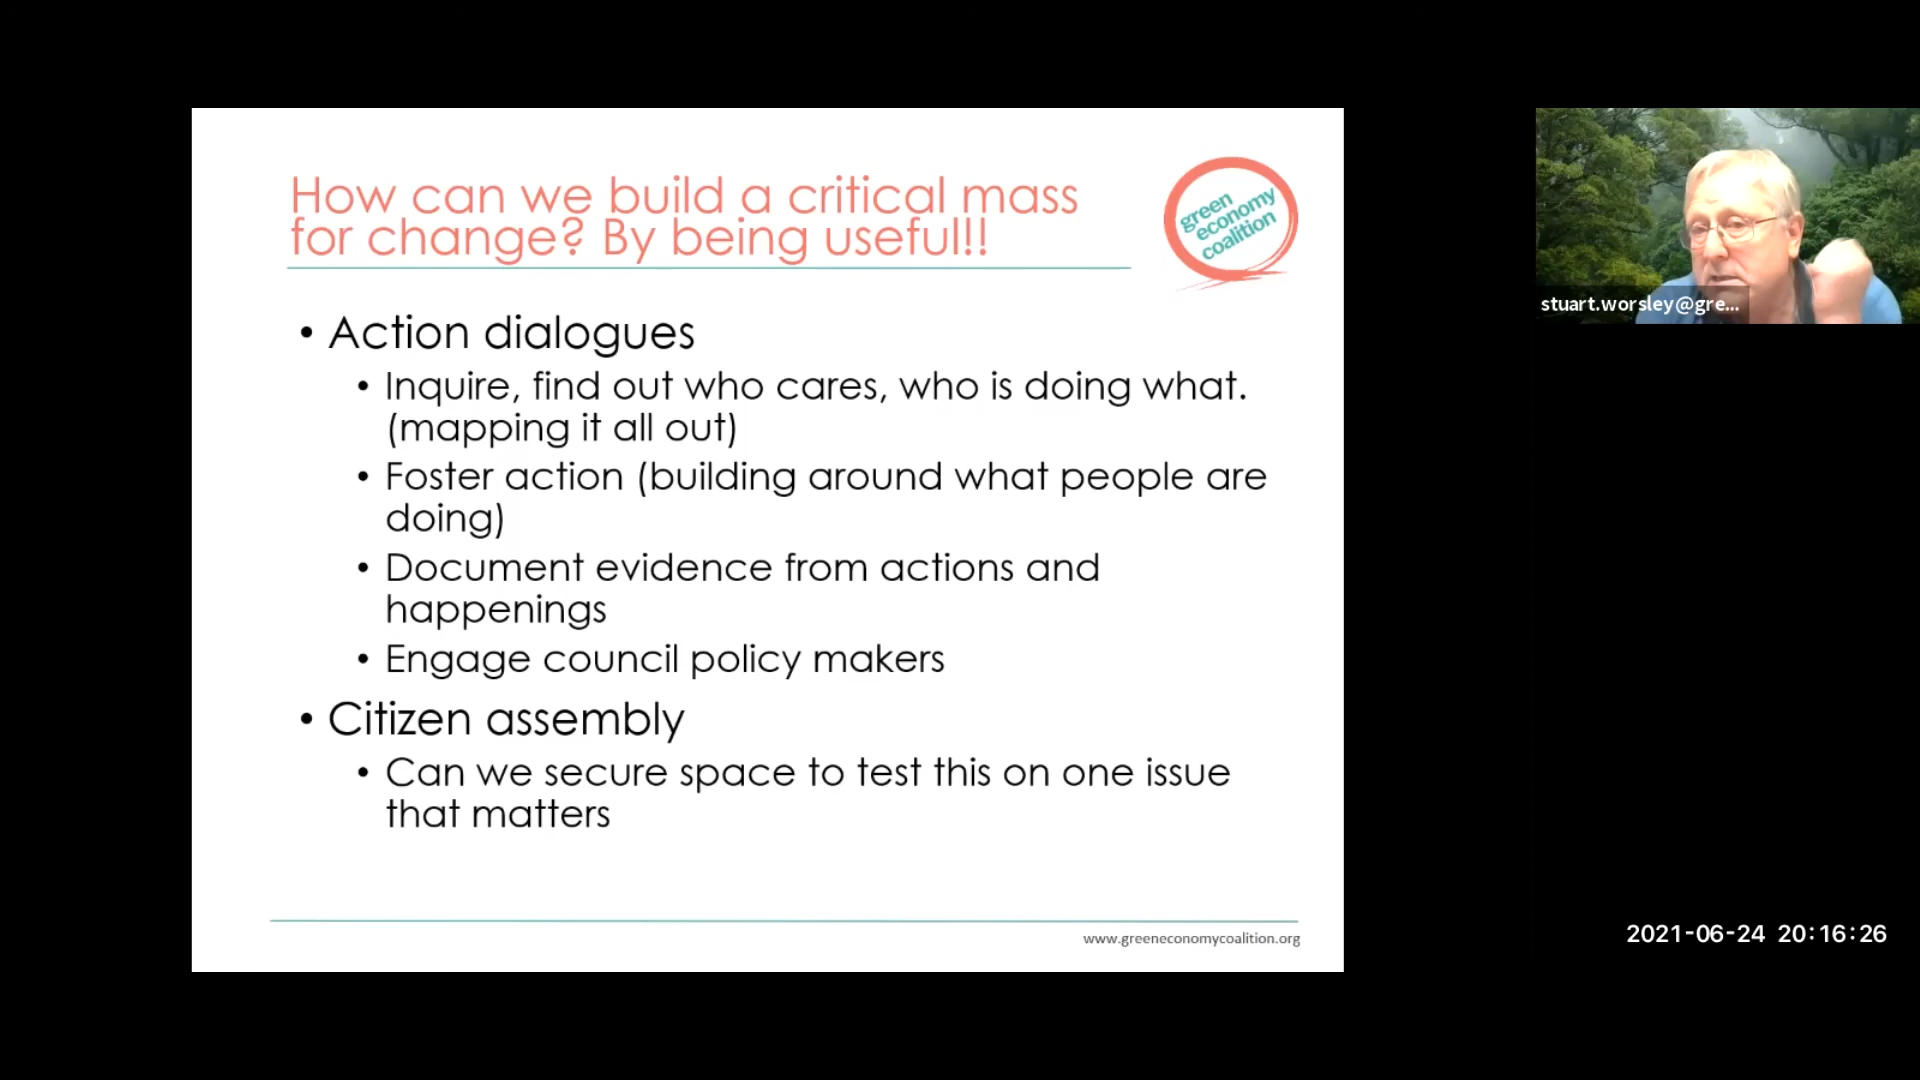 How can we build a critical mass
for change? By being useful!!
green
economy
coalition
• Action dialogues
• Inquire, find out who cares, who is doing what.
(mapping it all out)
• Foster action (building around what people are
doing)
• Document evidence from actions and
happenings
• Engage council policy makers
• Citizen assembly
• Can we secure space to test this on one issue
that matters
www.greeneconomycoalition.org
stuart.worsley@gre...
2021-06-24 20:16:26